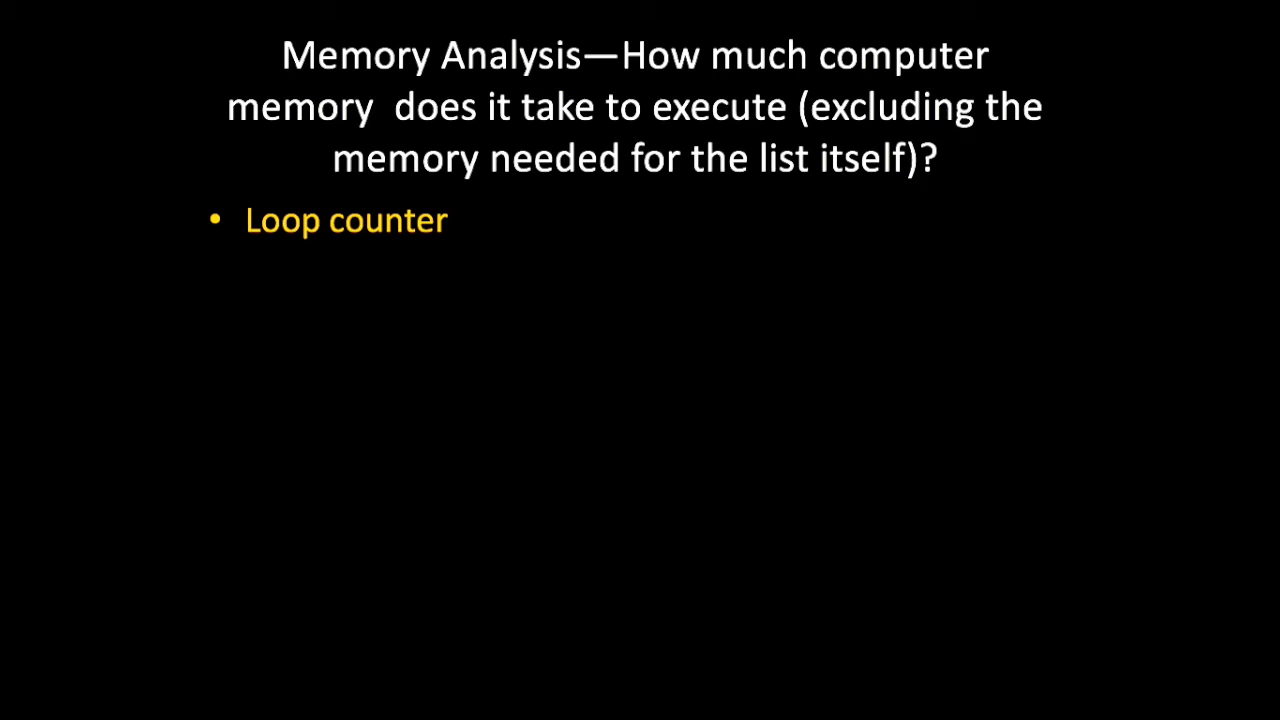 Memory Analysis—How much computer
memory  does it take to execute (excluding the
memory needed for the list itself)?
• Loop counter